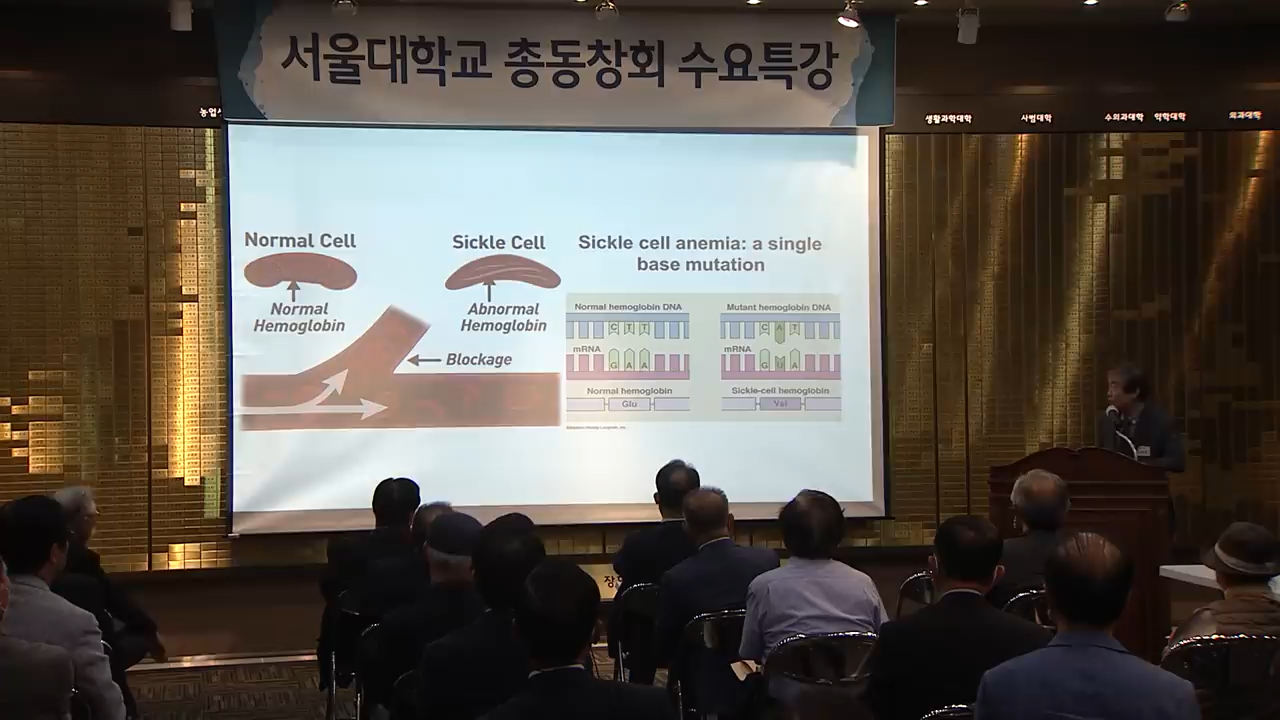 서울대학교 총동창회 수요특강
농업
생활과학대학
사범대학
수의과대학
약학대학
치과대학
Normal Cell
Normal
Hemoglobin
Sickle Cell
Abnormal
Hemoglobin
Blockage
Sickle cell anemia: a single
base mutation
Normal hemoglobin DNA
C T T
mRNA
G A A
Normal hemoglobin
Glu
Mutant hemoglobin DNA
C A T
mRNA
G U A
Sickle-cell hemoglobin
Val